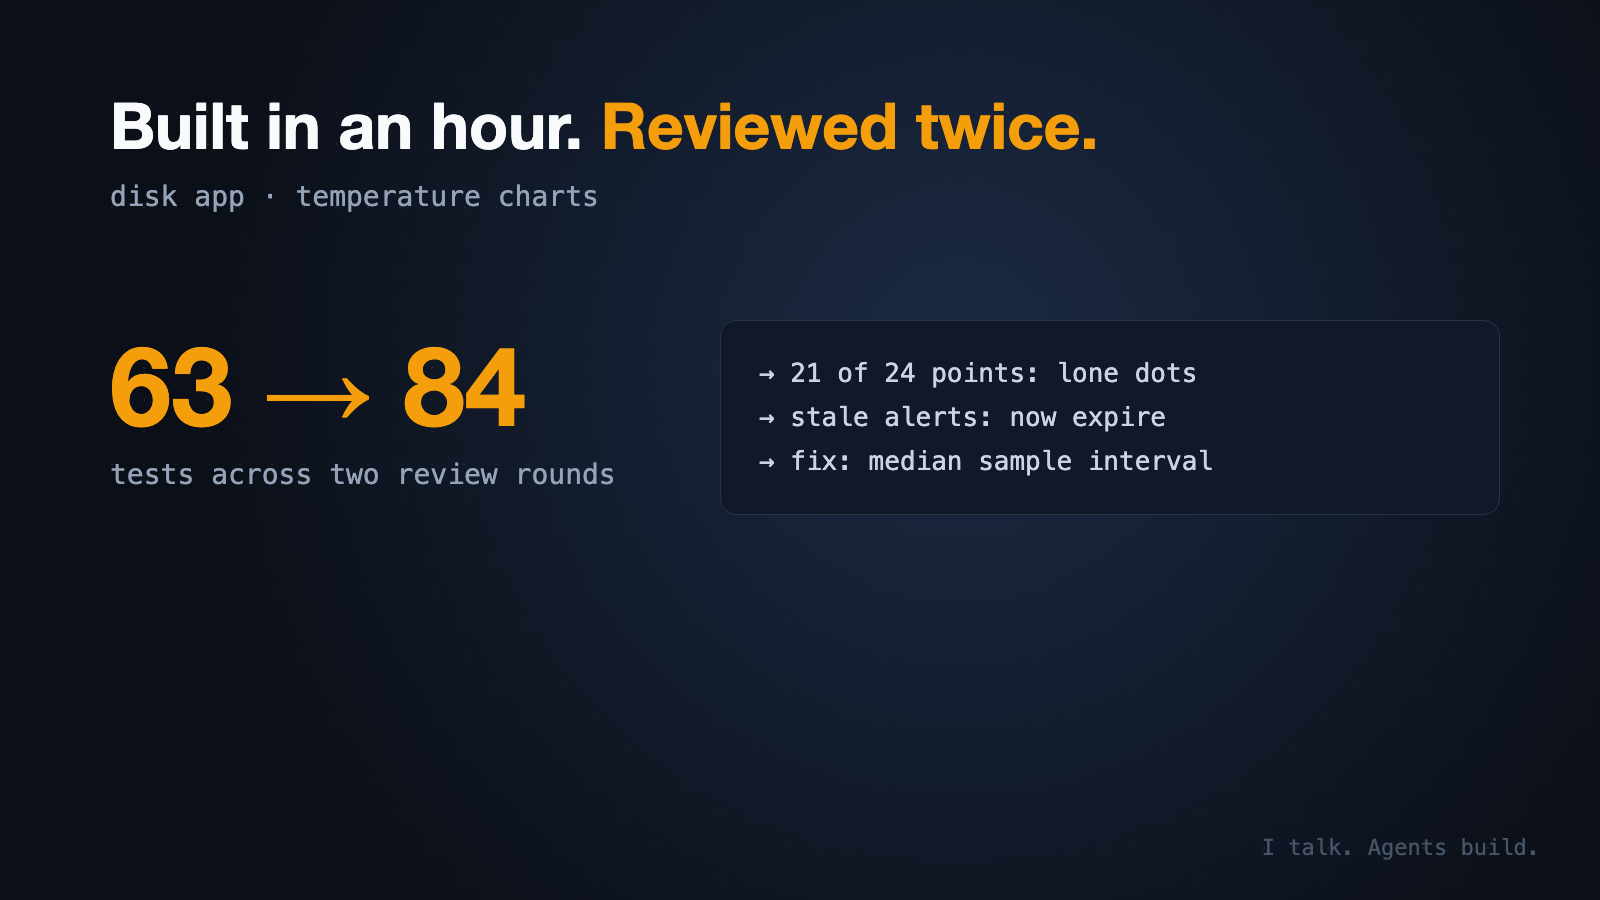 Built in an hour. Reviewed twice.
disk app · temperature charts
63 → 84
tests across two review rounds
→ 21 of 24 points: lone dots
→ stale alerts: now expire
→ fix: median sample interval
I talk. Agents build.